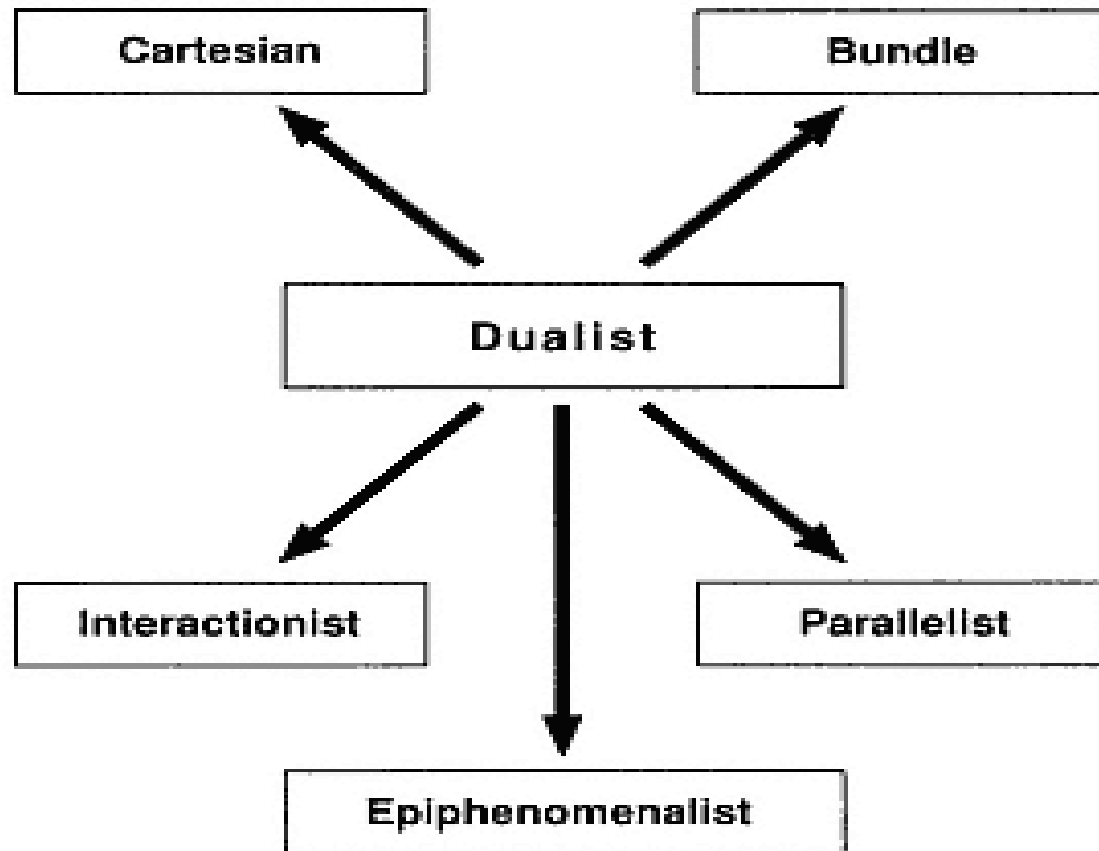 Cartesian
Bundle
Dualist
Interactionist
Parallelist
Epiphenomenalist